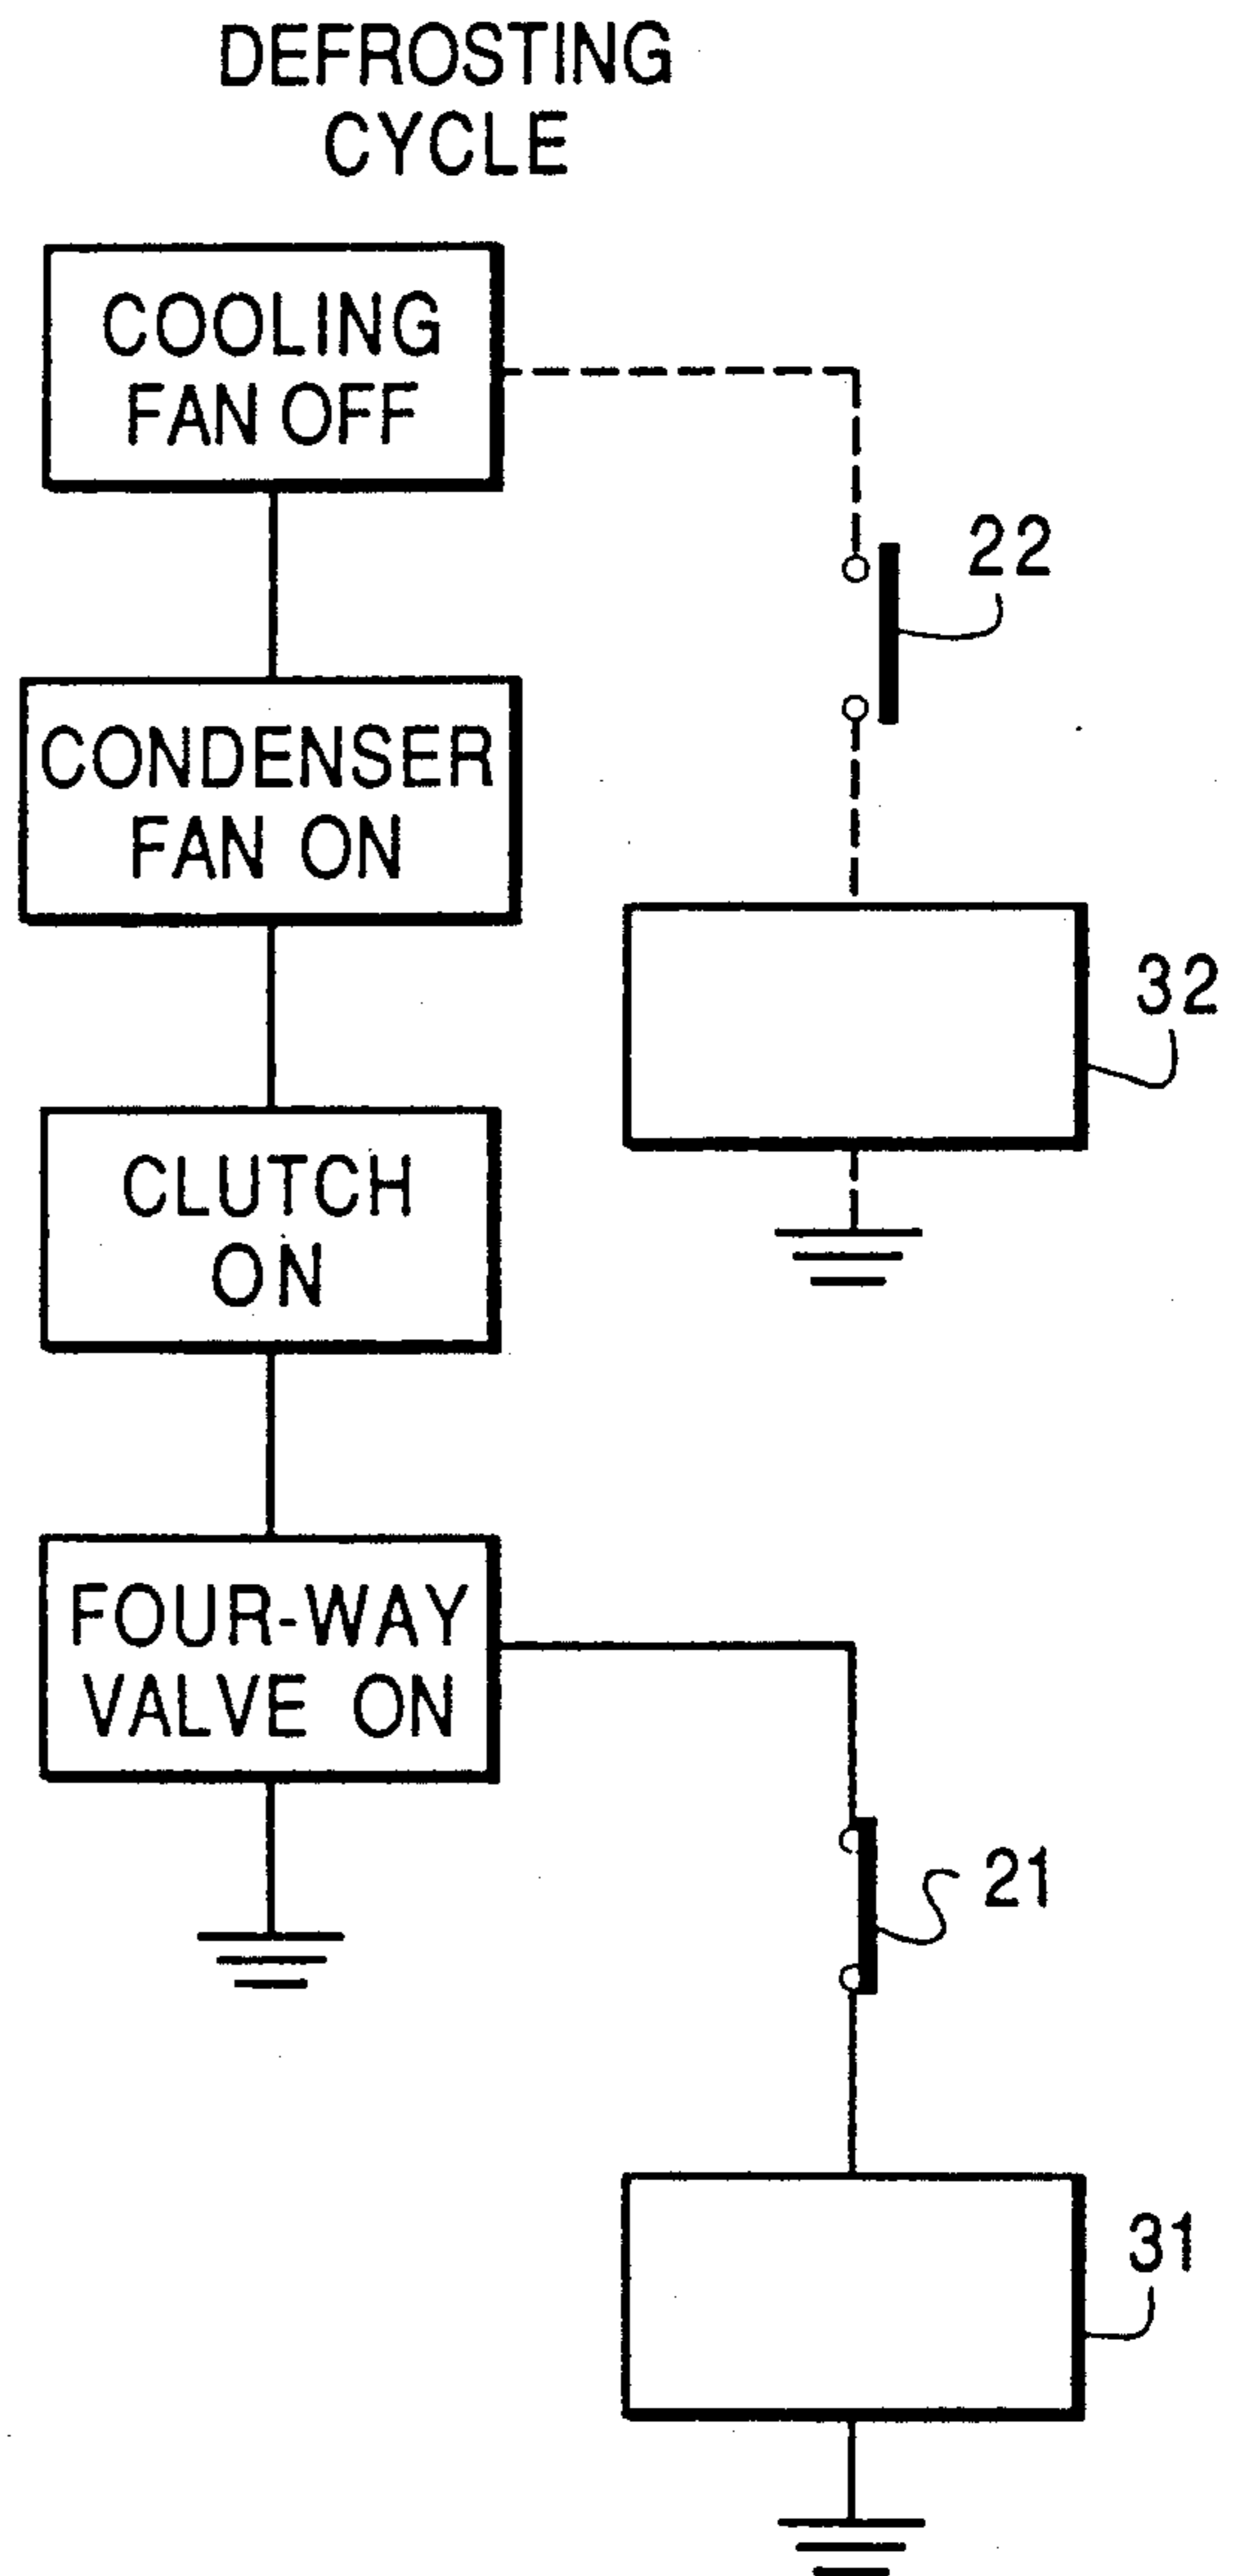 DEFROSTING
CYCLE
COOLING
FAN OFF
22
CONDENSER
FAN ON
32
CLUTCH
ON
FOUR-WAY
VALVE ON
21
31